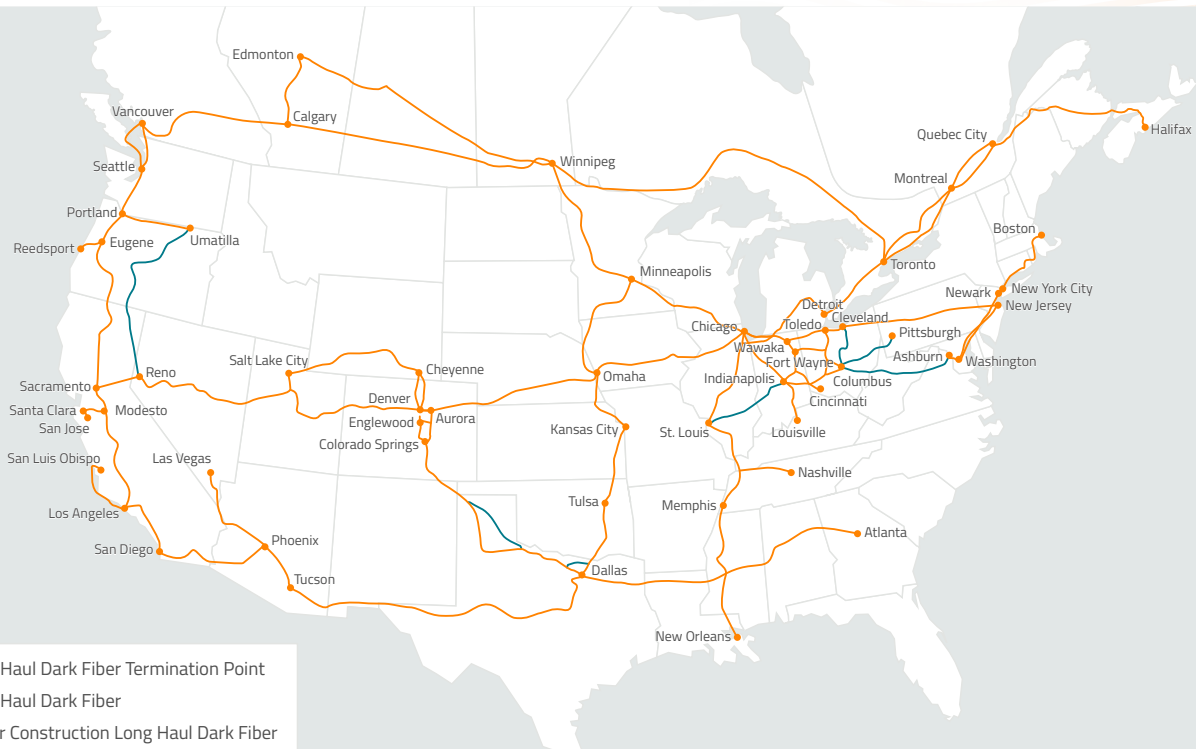 Edmonton
Vancouver
Calgary
Quebec City
Halifax
Seattle
Winnipeg
Montreal
Portland
Boston
Reedsport
Eugene
Umatilla
Toronto
Minneapolis
Newark
New York City
New Jersey
Detroit
Chicago
Toledo
Cleveland
Pittsburgh
Wawaka
Ashburn
Washington
Fort Wayne
Salt Lake City
Cheyenne
Reno
Omaha
Indianapolis
Columbus
Sacramento
Denver
Cincinnati
Santa Clara
Modesto
Aurora
San Jose
Englewood
Kansas City
St. Louis
Louisville
Colorado Springs
San Luis Obispo
Las Vegas
Nashville
Tulsa
Memphis
Los Angeles
Atlanta
San Diego
Phoenix
Dallas
Tucson
New Orleans
Haul Dark Fiber Termination Point
Haul Dark Fiber
r Construction Long Haul Dark Fiber